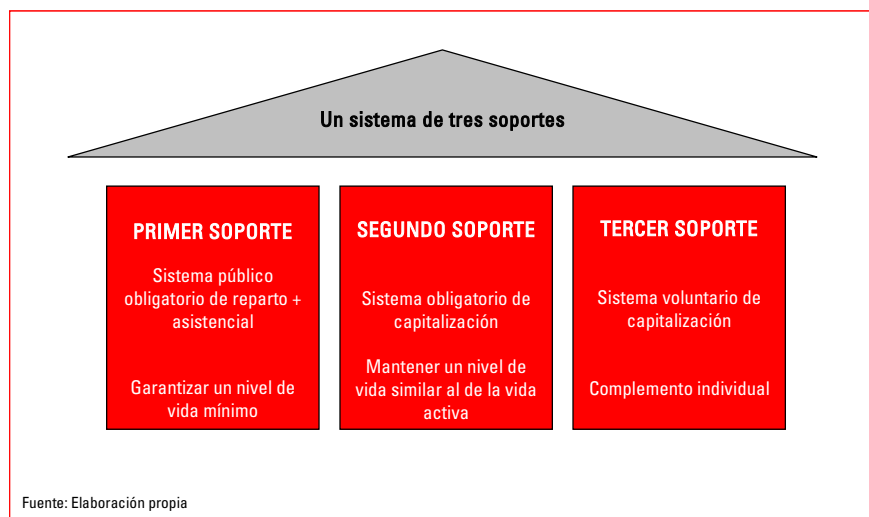 Un sistema de tres soportes
PRIMER SOPORTE
Sistema público
obligatorio de reparto +
asistencial
Garantizar un nivel de
vida mínimo
SEGUNDO SOPORTE
Sistema obligatorio de
capitalización
Mantener un nivel de
vida similar al de la vida
activa
TERCER SOPORTE
Sistema voluntario de
capitalización
Complemento individual
Fuente: Elaboración propia